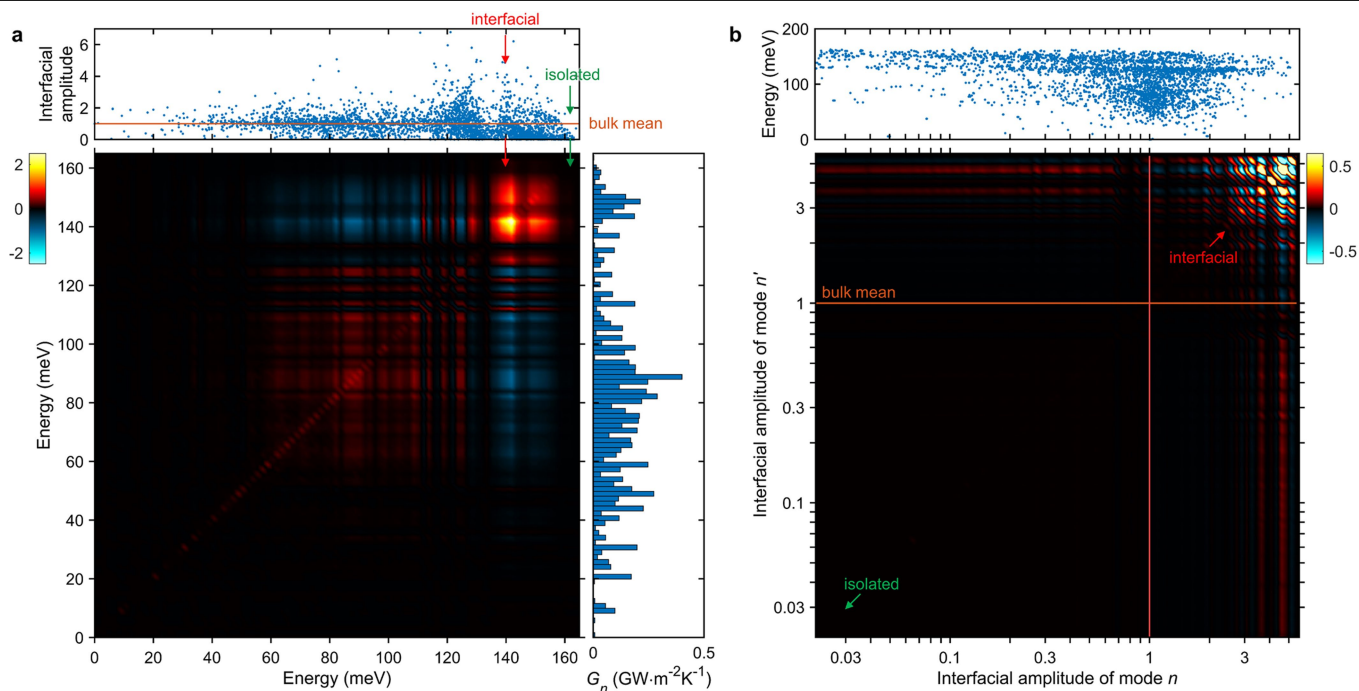 a
interfacial
isolated
bulk mean
Interfacial
amplitude
6
4
2
0
2
0
-2
Energy (meV)
160
140
120
100
80
60
40
20
0
0 20 40 60 80 100 120 140 160
Energy (meV)
0 0.5
Gₙ (GW·m⁻²K⁻¹)
b
Energy (meV)
200
100
0
Interfacial amplitude of mode n′
3
1
0.3
0.1
0.03
bulk mean
interfacial
isolated
0.5
0
-0.5
0.03 0.1 0.3 1 3
Interfacial amplitude of mode n